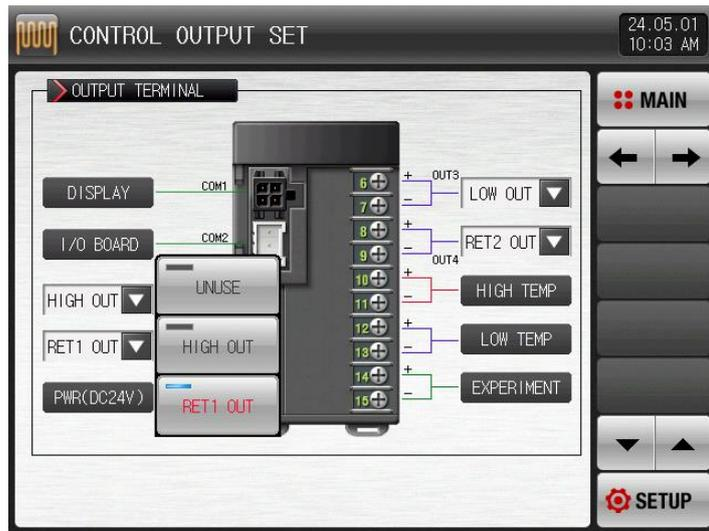 CONTROL OUTPUT SET
24.05.01
10:03 AM
OUTPUT TERMINAL
MAIN
DISPLAY
COM1
I/O BOARD
COM2
HIGH OUT
RET1 OUT
PWR(DC24V)
UNUSE
HIGH OUT
RET1 OUT
6 + OUT3
7 -
LOW OUT
8 +
9 -
OUT4
RET2 OUT
10 +
11 -
HIGH TEMP
12 +
13 -
LOW TEMP
14 +
15 -
EXPERIMENT
SETUP